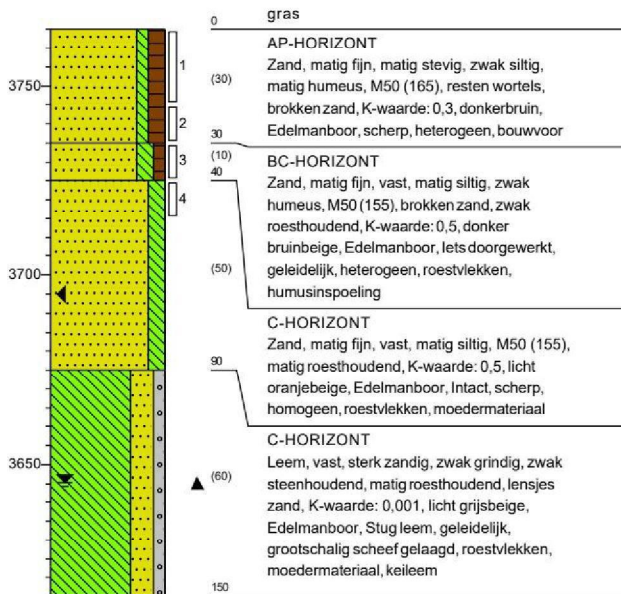 0
gras
3750
1
2
3
4
(30)
30
(10)
40
AP-HORIZONT
Zand, matig fijn, matig stevig, zwak siltig,
matig humeus, M50 (165), resten wortels,
brokken zand, K-waarde: 0,3, donkerbruin,
Edelmanboor, scherp, heterogeen, bouwvoor
BC-HORIZONT
Zand, matig fijn, vast, matig siltig, zwak
humeus, M50 (155), brokken zand, zwak
roesthoudend, K-waarde: 0,5, donker
bruinbeige, Edelmanboor, Iets doorgewerkt,
geleidelijk, heterogeen, roestvlekken,
humusinspoeling
3700
(50)
90
C-HORIZONT
Zand, matig fijn, vast, matig siltig, M50 (155),
matig roesthoudend, K-waarde: 0,5, licht
oranjebeige, Edelmanboor, Intact, scherp,
homogeen, roestvlekken, moedermateriaal
3650
(60)
150
C-HORIZONT
Leem, vast, sterk zandig, zwak grindig, zwak
steenhoudend, matig roesthoudend, lensjes
zand, K-waarde: 0,001, licht grijsbeige,
Edelmanboor, Stug leem, geleidelijk,
grootschalig scheef gelaagd, roestvlekken,
moedermateriaal, keileem